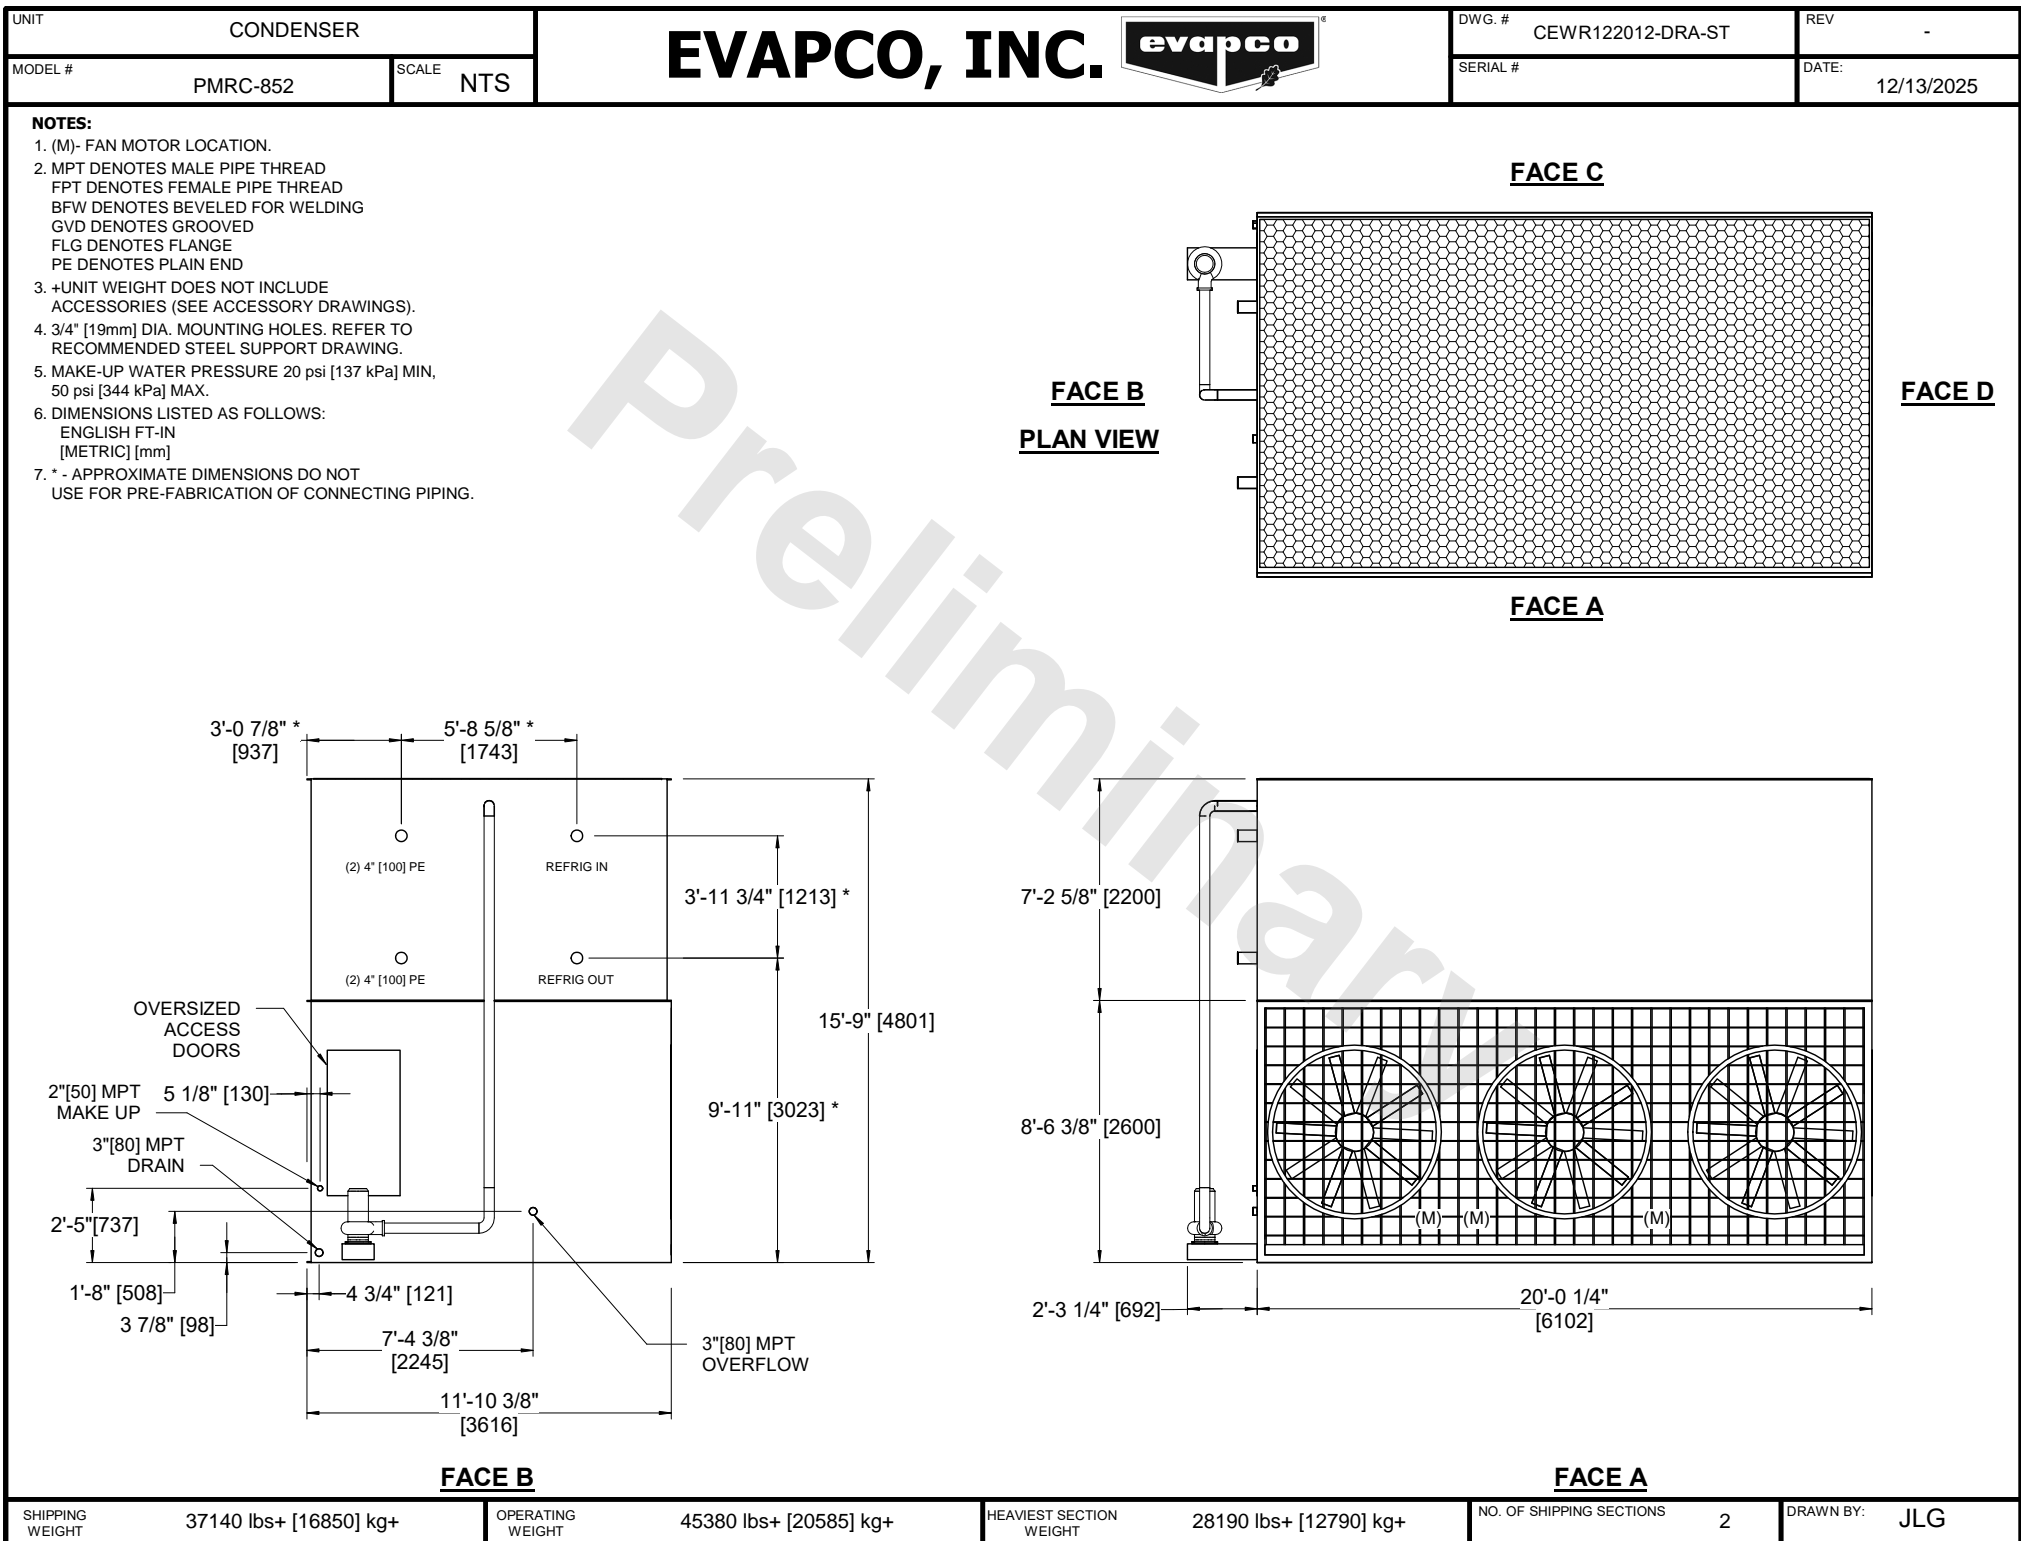 UNIT
CONDENSER
MODEL #
PMRC-852
SCALE
NTS
EVAPCO, INC.
evapco
®
DWG. #
CEWR122012-DRA-ST
REV
-
SERIAL #
DATE:
12/13/2025
NOTES:
1. (M)- FAN MOTOR LOCATION.
2. MPT DENOTES MALE PIPE THREAD
FPT DENOTES FEMALE PIPE THREAD
BFW DENOTES BEVELED FOR WELDING
GVD DENOTES GROOVED
FLG DENOTES FLANGE
PE DENOTES PLAIN END
3. +UNIT WEIGHT DOES NOT INCLUDE
ACCESSORIES (SEE ACCESSORY DRAWINGS).
4. 3/4" [19mm] DIA. MOUNTING HOLES. REFER TO
RECOMMENDED STEEL SUPPORT DRAWING.
5. MAKE-UP WATER PRESSURE 20 psi [137 kPa] MIN,
50 psi [344 kPa] MAX.
6. DIMENSIONS LISTED AS FOLLOWS:
ENGLISH FT-IN
[METRIC] [mm]
7. * - APPROXIMATE DIMENSIONS DO NOT
USE FOR PRE-FABRICATION OF CONNECTING PIPING.
Preliminary
FACE C
FACE B
PLAN VIEW
FACE D
FACE A
3'-0 7/8" *
[937]
5'-8 5/8" *
[1743]
(2) 4" [100] PE
REFRIG IN
3'-11 3/4" [1213] *
(2) 4" [100] PE
REFRIG OUT
OVERSIZED
ACCESS
DOORS
15'-9" [4801]
2"[50] MPT
MAKE UP
5 1/8" [130]
9'-11" [3023] *
3"[80] MPT
DRAIN
2'-5"[737]
1'-8" [508]
4 3/4" [121]
3 7/8" [98]
7'-4 3/8"
[2245]
3"[80] MPT
OVERFLOW
11'-10 3/8"
[3616]
FACE B
7'-2 5/8" [2200]
8'-6 3/8" [2600]
(M)
(M)
(M)
2'-3 1/4" [692]
20'-0 1/4"
[6102]
FACE A
SHIPPING
WEIGHT
37140 lbs+ [16850] kg+
OPERATING
WEIGHT
45380 lbs+ [20585] kg+
HEAVIEST SECTION
WEIGHT
28190 lbs+ [12790] kg+
NO. OF SHIPPING SECTIONS
2
DRAWN BY:
JLG